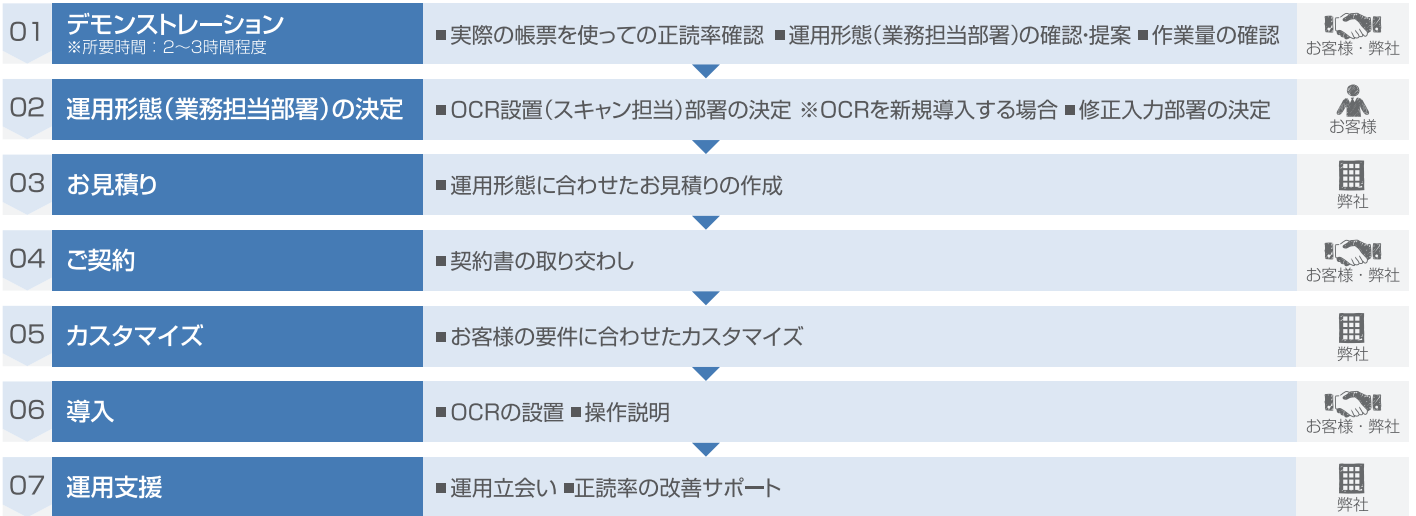 01
デモンストレーション
※所要時間：2〜3時間程度
■実際の帳票を使っての正読率確認 ■運用形態（業務担当部署）の確認・提案 ■作業量の確認
お客様・弊社
02
運用形態（業務担当部署）の決定
■OCR設置（スキャン担当）部署の決定 ※OCRを新規導入する場合 ■修正入力部署の決定
お客様
03
お見積り
■運用形態に合わせたお見積りの作成
弊社
04
ご契約
■契約書の取り交わし
お客様・弊社
05
カスタマイズ
■お客様の要件に合わせたカスタマイズ
弊社
06
導入
■OCRの設置 ■操作説明
お客様・弊社
07
運用支援
■運用立会い ■正読率の改善サポート
弊社